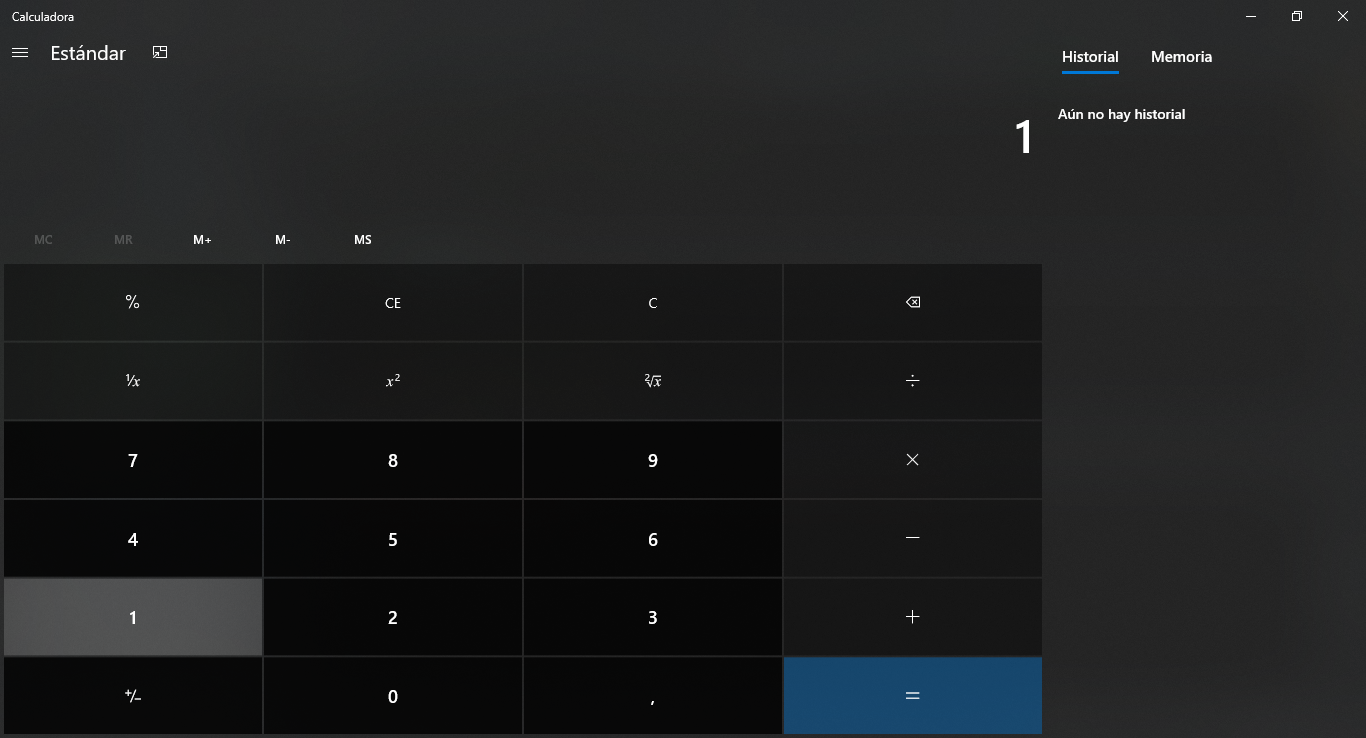 Calculadora
Estándar
Historial Memoria
Aún no hay historial
1
MC MR M+ M- MS
% CE C
¹/x x² ²√x ÷
7 8 9 ×
4 5 6 −
1 2 3 +
+/− 0 , =